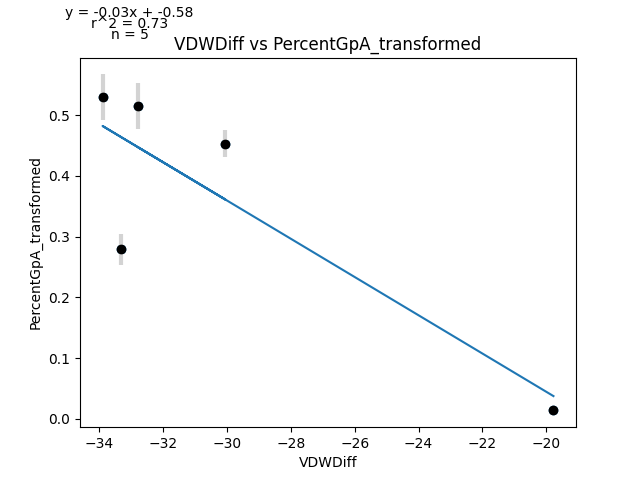 y = -0.03x + -0.58
r^2 = 0.73
n = 5
VDWDiff vs PercentGpA_transformed
PercentGpA_transformed
0.5
0.4
0.3
0.2
0.1
0.0
−34
−32
−30
−28
−26
−24
−22
−20
VDWDiff